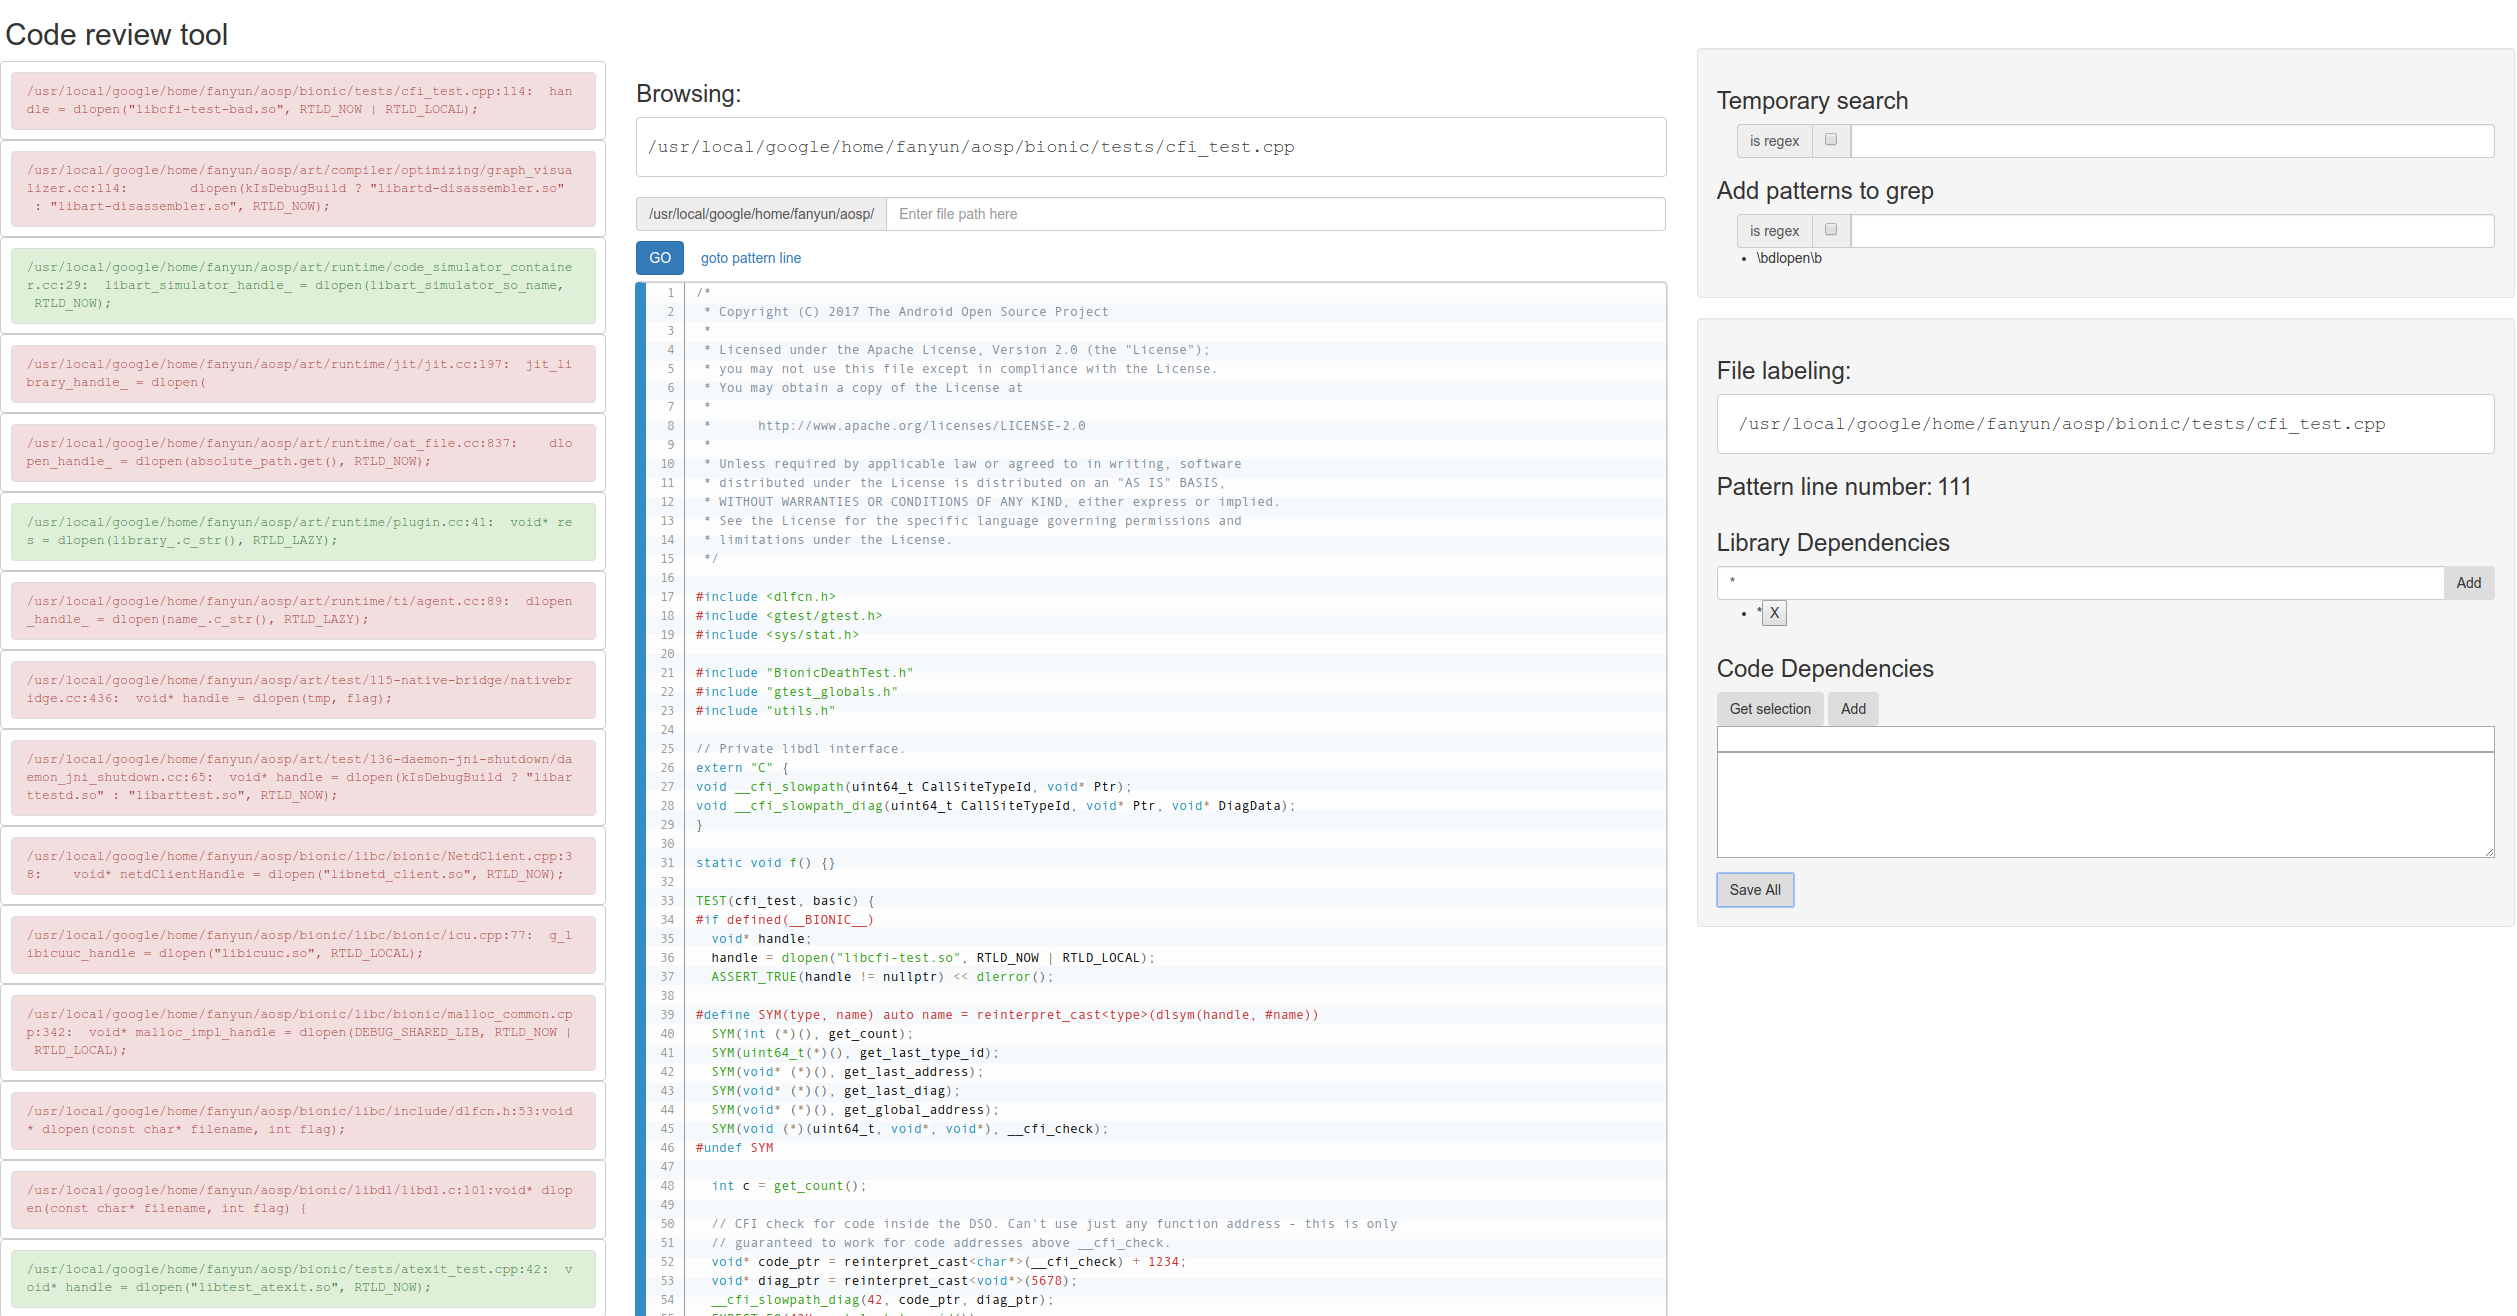 Code review tool
/usr/local/google/home/fanyun/aosp/bionic/tests/cfi_test.cpp:114:  han
dle = dlopen("libcfi-test-bad.so", RTLD_NOW | RTLD_LOCAL);
/usr/local/google/home/fanyun/aosp/art/compiler/optimizing/graph_visua
lizer.cc:114:        dlopen(kIsDebugBuild ? "libartd-disassembler.so"
 : "libart-disassembler.so", RTLD_NOW);
/usr/local/google/home/fanyun/aosp/art/runtime/code_simulator_containe
r.cc:29:  libart_simulator_handle_ = dlopen(libart_simulator_so_name,
 RTLD_NOW);
/usr/local/google/home/fanyun/aosp/art/runtime/jit/jit.cc:197:  jit_li
brary_handle_ = dlopen(
/usr/local/google/home/fanyun/aosp/art/runtime/oat_file.cc:837:    dlo
pen_handle_ = dlopen(absolute_path.get(), RTLD_NOW);
/usr/local/google/home/fanyun/aosp/art/runtime/plugin.cc:41:  void* re
s = dlopen(library_.c_str(), RTLD_LAZY);
/usr/local/google/home/fanyun/aosp/art/runtime/ti/agent.cc:89:  dlopen
_handle_ = dlopen(name_.c_str(), RTLD_LAZY);
/usr/local/google/home/fanyun/aosp/art/test/115-native-bridge/nativebr
idge.cc:436:  void* handle = dlopen(tmp, flag);
/usr/local/google/home/fanyun/aosp/art/test/136-daemon-jni-shutdown/da
emon_jni_shutdown.cc:65:  void* handle = dlopen(kIsDebugBuild ? "libar
ttestd.so" : "libarttest.so", RTLD_NOW);
/usr/local/google/home/fanyun/aosp/bionic/libc/bionic/NetdClient.cpp:3
8:    void* netdClientHandle = dlopen("libnetd_client.so", RTLD_NOW);
/usr/local/google/home/fanyun/aosp/bionic/libc/bionic/icu.cpp:77:  g_l
ibicuuc_handle = dlopen("libicuuc.so", RTLD_LOCAL);
/usr/local/google/home/fanyun/aosp/bionic/libc/bionic/malloc_common.cp
p:342:  void* malloc_impl_handle = dlopen(DEBUG_SHARED_LIB, RTLD_NOW |
 RTLD_LOCAL);
/usr/local/google/home/fanyun/aosp/bionic/libc/include/dlfcn.h:53:void
* dlopen(const char* filename, int flag);
/usr/local/google/home/fanyun/aosp/bionic/libdl/libdl.c:101:void* dlop
en(const char* filename, int flag) {
/usr/local/google/home/fanyun/aosp/bionic/tests/atexit_test.cpp:42:  v
oid* handle = dlopen("libtest_atexit.so", RTLD_NOW);
Browsing:
/usr/local/google/home/fanyun/aosp/bionic/tests/cfi_test.cpp
/usr/local/google/home/fanyun/aosp/ Enter file path here
GO goto pattern line
1 /*
2  * Copyright (C) 2017 The Android Open Source Project
3  *
4  * Licensed under the Apache License, Version 2.0 (the "License");
5  * you may not use this file except in compliance with the License.
6  * You may obtain a copy of the License at
7  *
8  *      http://www.apache.org/licenses/LICENSE-2.0
9  *
10  * Unless required by applicable law or agreed to in writing, software
11  * distributed under the License is distributed on an "AS IS" BASIS,
12  * WITHOUT WARRANTIES OR CONDITIONS OF ANY KIND, either express or implied.
13  * See the License for the specific language governing permissions and
14  * limitations under the License.
15  */
16
17 #include <dlfcn.h>
18 #include <gtest/gtest.h>
19 #include <sys/stat.h>
20
21 #include "BionicDeathTest.h"
22 #include "gtest_globals.h"
23 #include "utils.h"
24
25 // Private libdl interface.
26 extern "C" {
27 void __cfi_slowpath(uint64_t CallSiteTypeId, void* Ptr);
28 void __cfi_slowpath_diag(uint64_t CallSiteTypeId, void* Ptr, void* DiagData);
29 }
30
31 static void f() {}
32
33 TEST(cfi_test, basic) {
34 #if defined(__BIONIC__)
35   void* handle;
36   handle = dlopen("libcfi-test.so", RTLD_NOW | RTLD_LOCAL);
37   ASSERT_TRUE(handle != nullptr) << dlerror();
38
39 #define SYM(type, name) auto name = reinterpret_cast<type>(dlsym(handle, #name))
40   SYM(int (*)(), get_count);
41   SYM(uint64_t(*)(), get_last_type_id);
42   SYM(void* (*)(), get_last_address);
43   SYM(void* (*)(), get_last_diag);
44   SYM(void* (*)(), get_global_address);
45   SYM(void (*)(uint64_t, void*, void*), __cfi_check);
46 #undef SYM
47
48   int c = get_count();
49
50   // CFI check for code inside the DSO. Can't use just any function address - this is only
51   // guaranteed to work for code addresses above __cfi_check.
52   void* code_ptr = reinterpret_cast<char*>(__cfi_check) + 1234;
53   void* diag_ptr = reinterpret_cast<void*>(5678);
54   __cfi_slowpath_diag(42, code_ptr, diag_ptr);
Temporary search
is regex
Add patterns to grep
is regex
• \bdlopen\b
File labeling:
/usr/local/google/home/fanyun/aosp/bionic/tests/cfi_test.cpp
Pattern line number: 111
Library Dependencies
* Add
• * X
Code Dependencies
Get selection Add
Save All